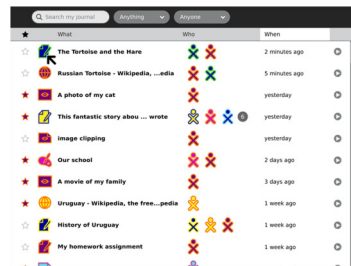 Search my journal Anything Anyone
What Who When
The Tortoise and the Hare 2 minutes ago
Russian Tortoise - Wikipedia, ...edia 5 minutes ago
A photo of my cat yesterday
This fantastic story abou ... wrote 6 yesterday
image clipping yesterday
Our school 2 days ago
A movie of my family 3 days ago
Uruguay - Wikipedia, the free...pedia 1 week ago
History of Uruguay 1 week ago
My homework assignment 1 week ago